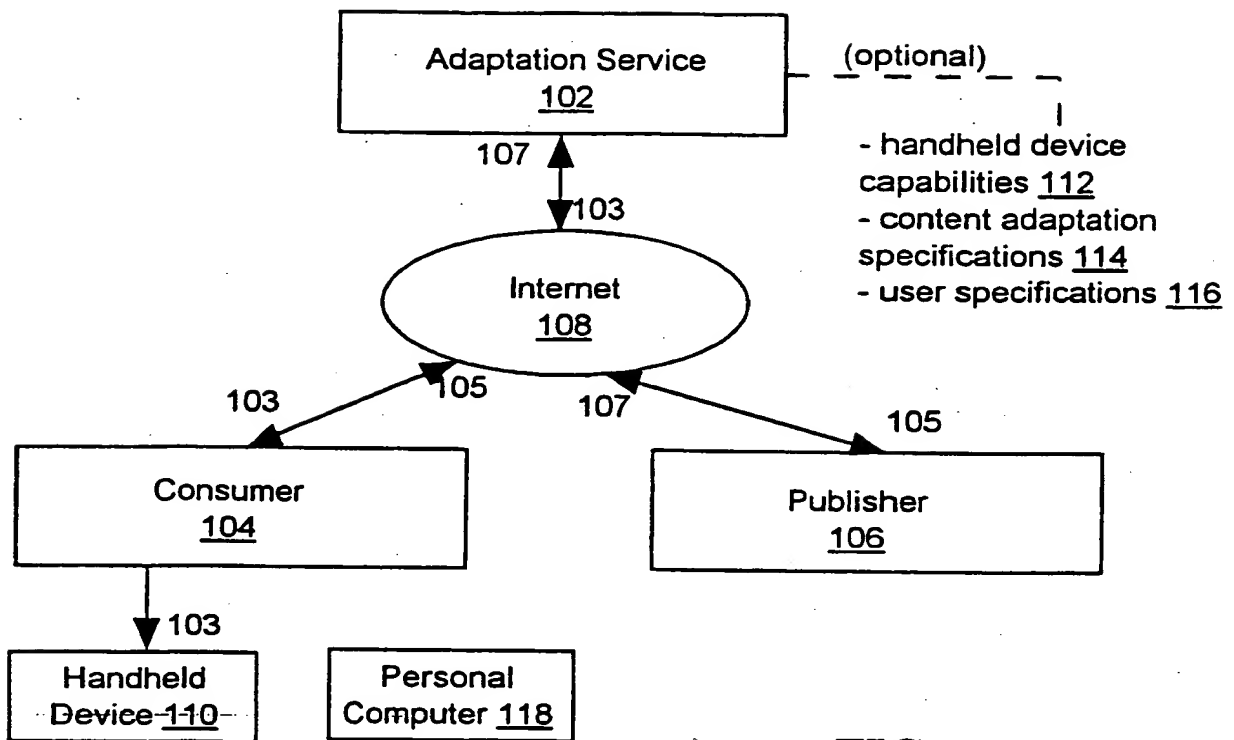 Adaptation Service
102
(optional)
107
- handheld device
capabilities 112
- content adaptation
specifications 114
- user specifications 116
103
Internet
108
105
107
103
105
Consumer
104
Publisher
106
103
Handheld
Device 110
Personal
Computer 118